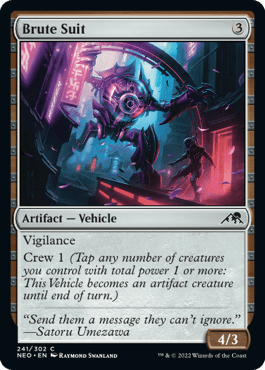 Brute Suit 3
Artifact — Vehicle
Vigilance
Crew 1 (Tap any number of creatures
you control with total power 1 or more:
This Vehicle becomes an artifact creature
until end of turn.)
“Send them a message they can’t ignore.”
—Satoru Umezawa
4/3
241/302 C
NEO • EN Raymond Swanland
™ & © 2022 Wizards of the Coast